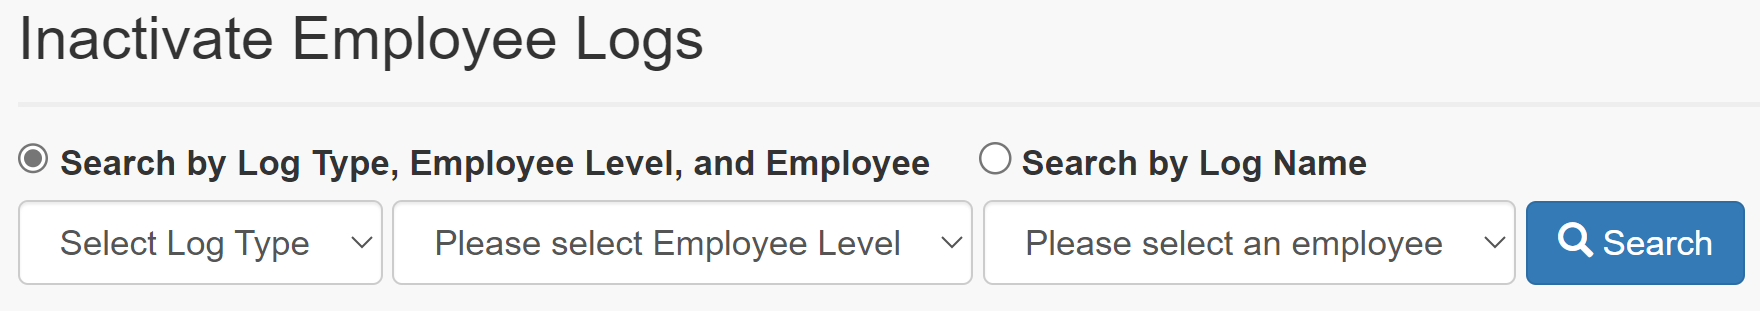 Inactivate Employee Logs
Search by Log Type, Employee Level, and Employee Search by Log Name
Select Log Type Please select Employee Level Please select an employee Search